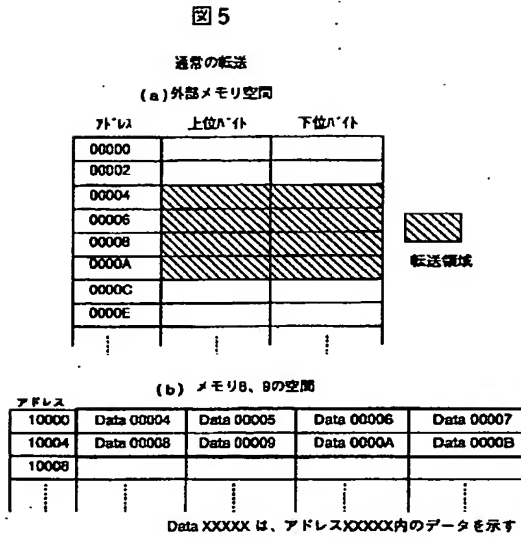 図5
通常の転送
(a)外部メモリ空間
ｱﾄﾞﾚｽ 上位ﾊﾞｲﾄ 下位ﾊﾞｲﾄ
00000
00002
00004
00006
00008
0000A
転送領域
0000C
0000E
(b) メモリ8、9の空間
アドレス
10000 Data 00004 Data 00005 Data 00006 Data 00007
10004 Data 00008 Data 00009 Data 0000A Data 0000B
10008
Data XXXXX は、アドレスXXXXX内のデータを示す